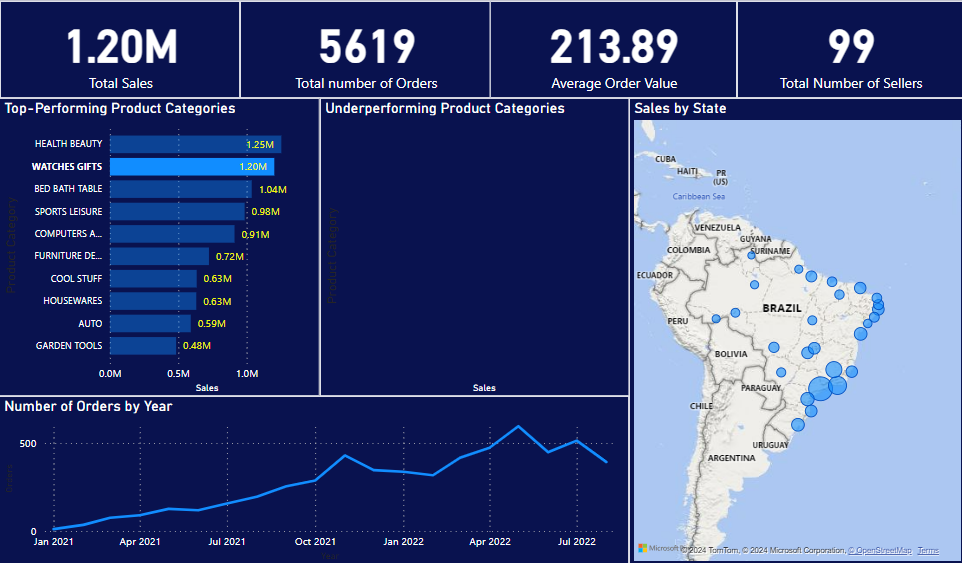 1.20M
Total Sales
5619
Total number of Orders
213.89
Average Order Value
99
Total Number of Sellers
Top-Performing Product Categories
Product Category
HEALTH BEAUTY
1.25M
WATCHES GIFTS
1.20M
BED BATH TABLE
1.04M
SPORTS LEISURE
0.98M
COMPUTERS A...
0.91M
FURNITURE DE...
0.72M
COOL STUFF
0.63M
HOUSEWARES
0.63M
AUTO
0.59M
GARDEN TOOLS
0.48M
0.0M 0.5M 1.0M
Sales
Underperforming Product Categories
Product Category
Sales
Sales by State
CUBA
HAITI
PR
(US)
Caribbean Sea
VENEZUELA
GUYANA
SURINAME
COLOMBIA
ECUADOR
PERU
BRAZIL
BOLIVIA
PARAGUAY
CHILE
URUGUAY
ARGENTINA
Microsoft
© 2024 TomTom, © 2024 Microsoft Corporation, © OpenStreetMap Terms
Number of Orders by Year
Orders
500
0
Jan 2021 Apr 2021 Jul 2021 Oct 2021 Jan 2022 Apr 2022 Jul 2022
Year